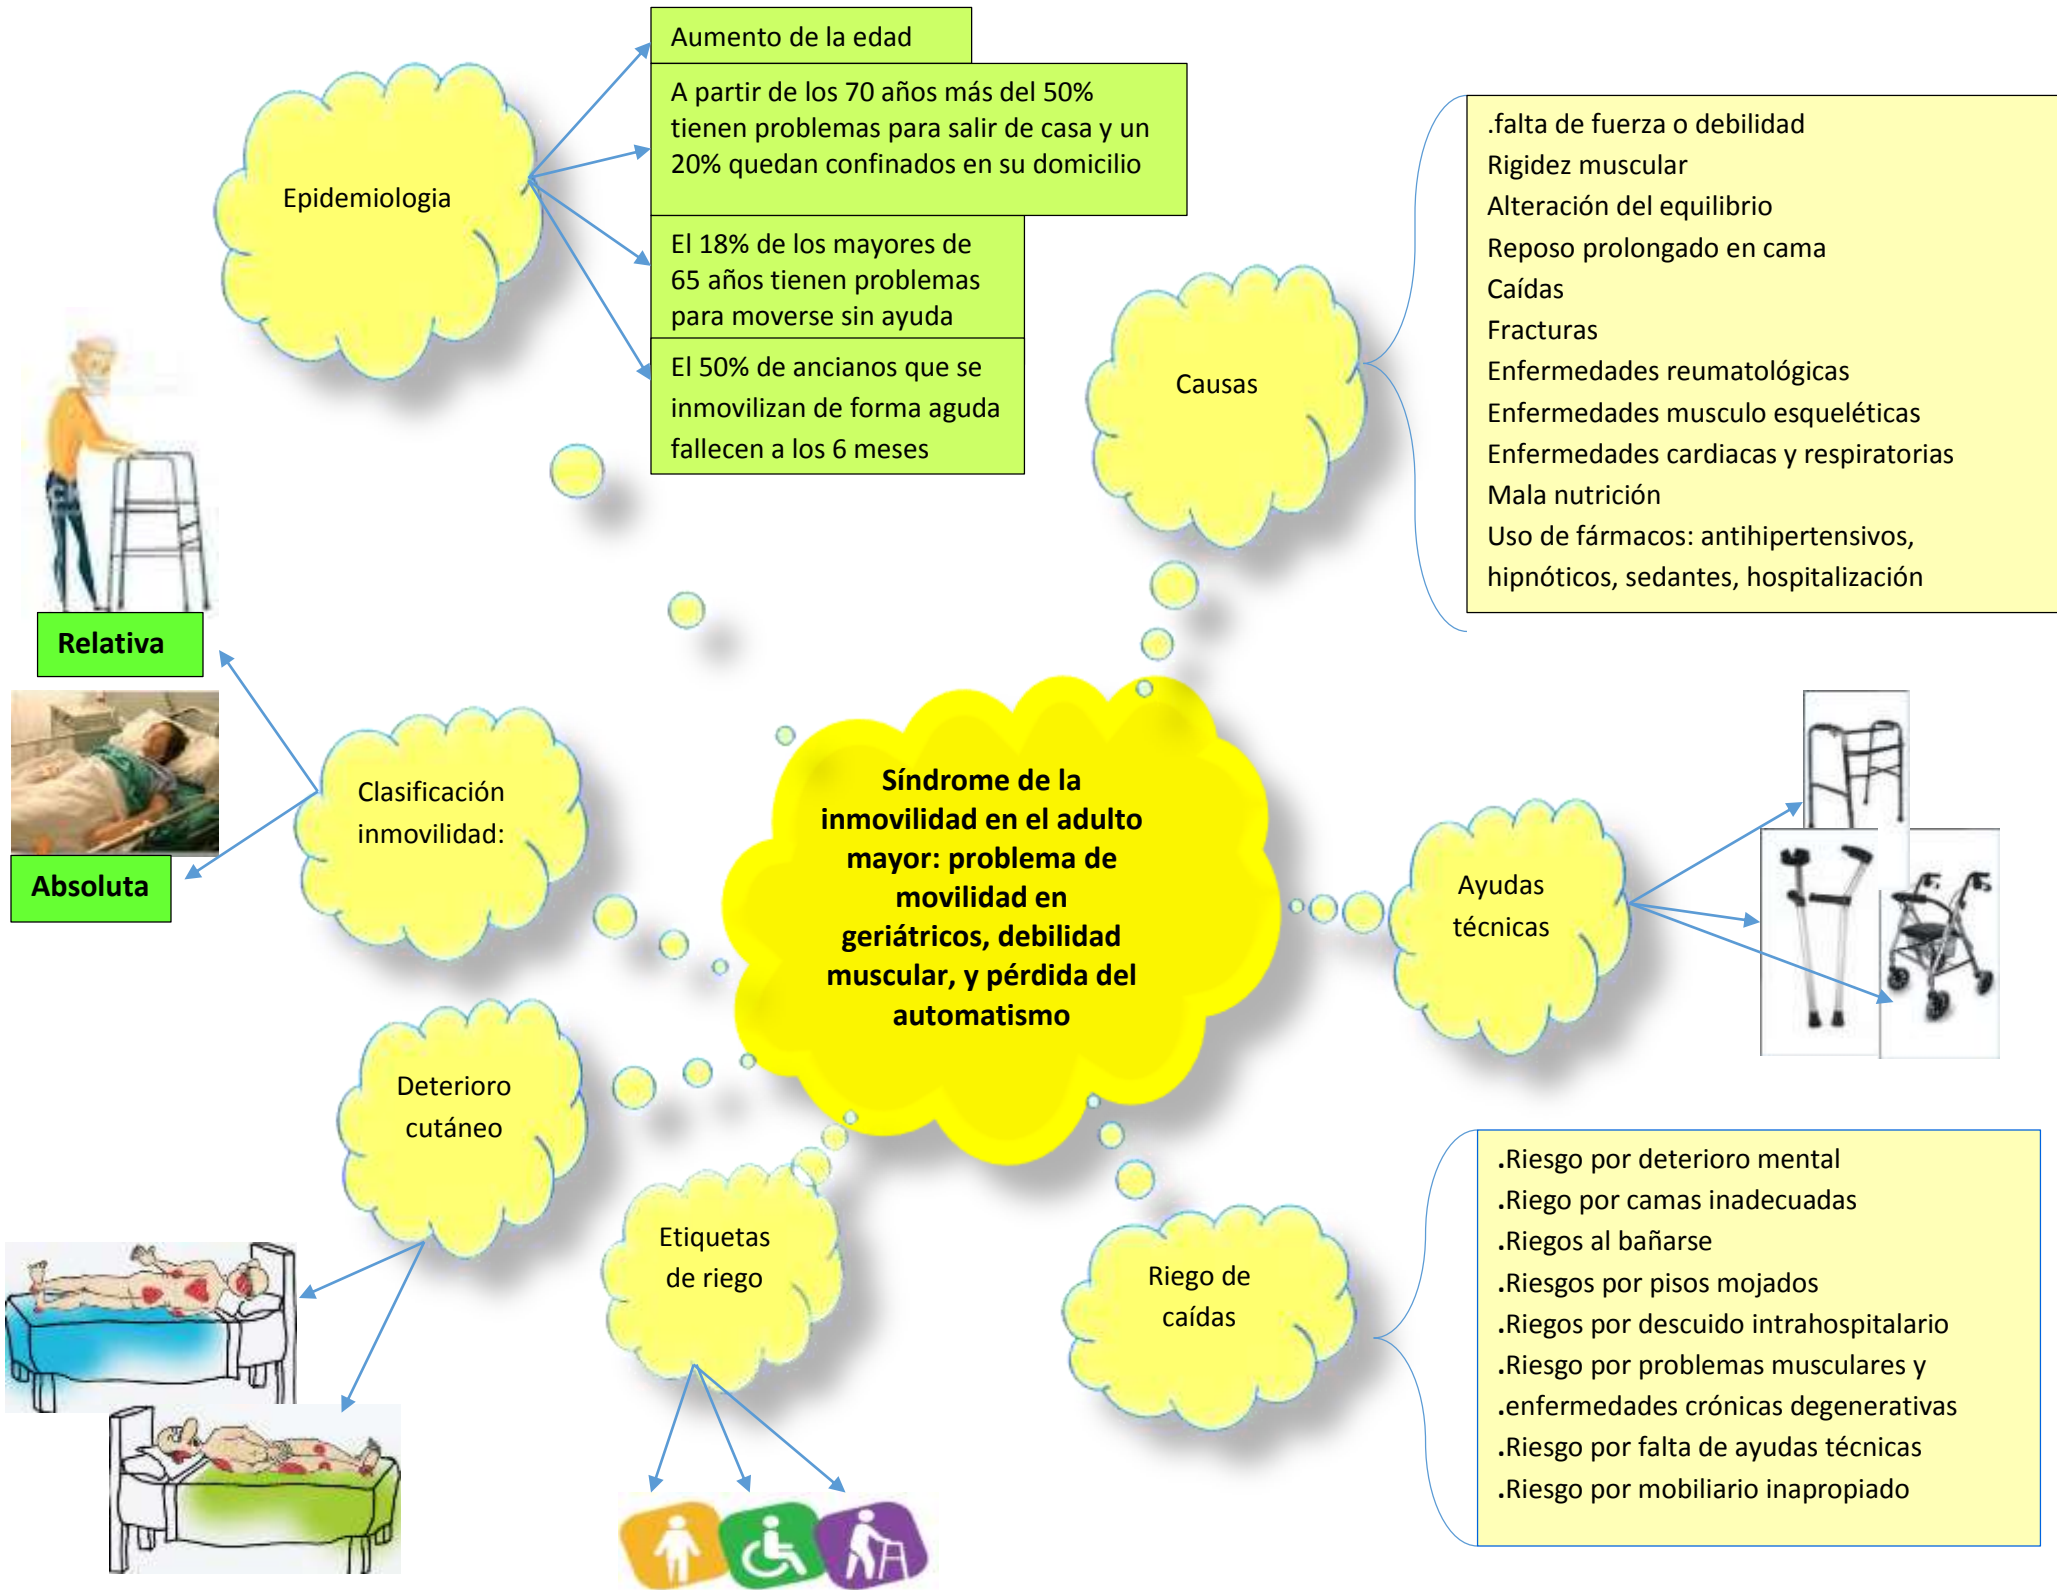 Aumento de la edad
A partir de los 70 años más del 50%
tienen problemas para salir de casa y un
20% quedan confinados en su domicilio
El 18% de los mayores de
65 años tienen problemas
para moverse sin ayuda
El 50% de ancianos que se
inmovilizan de forma aguda
fallecen a los 6 meses
Epidemiologia
Causas
.falta de fuerza o debilidad
Rigidez muscular
Alteración del equilibrio
Reposo prolongado en cama
Caídas
Fracturas
Enfermedades reumatológicas
Enfermedades musculo esqueléticas
Enfermedades cardiacas y respiratorias
Mala nutrición
Uso de fármacos: antihipertensivos,
hipnóticos, sedantes, hospitalización
Relativa
Absoluta
Clasificación
inmovilidad:
Síndrome de la
inmovilidad en el adulto
mayor: problema de
movilidad en
geriátricos, debilidad
muscular, y pérdida del
automatismo
Ayudas
técnicas
Deterioro
cutáneo
Etiquetas
de riego
Riego de
caídas
.Riesgo por deterioro mental
.Riego por camas inadecuadas
.Riegos al bañarse
.Riesgos por pisos mojados
.Riegos por descuido intrahospitalario
.Riesgo por problemas musculares y
.enfermedades crónicas degenerativas
.Riesgo por falta de ayudas técnicas
.Riesgo por mobiliario inapropiado